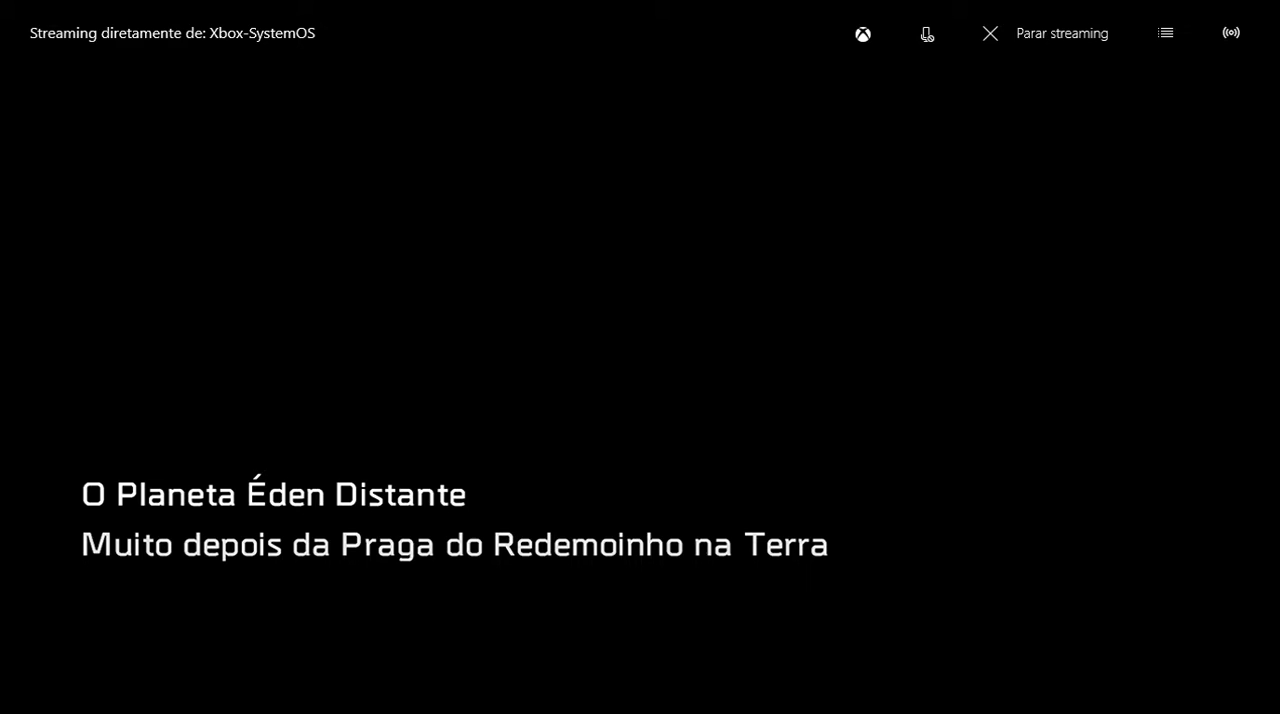 Streaming diretamente de: Xbox-SystemOS
Parar streaming
O Planeta Éden Distante
Muito depois da Praga do Redemoinho na Terra